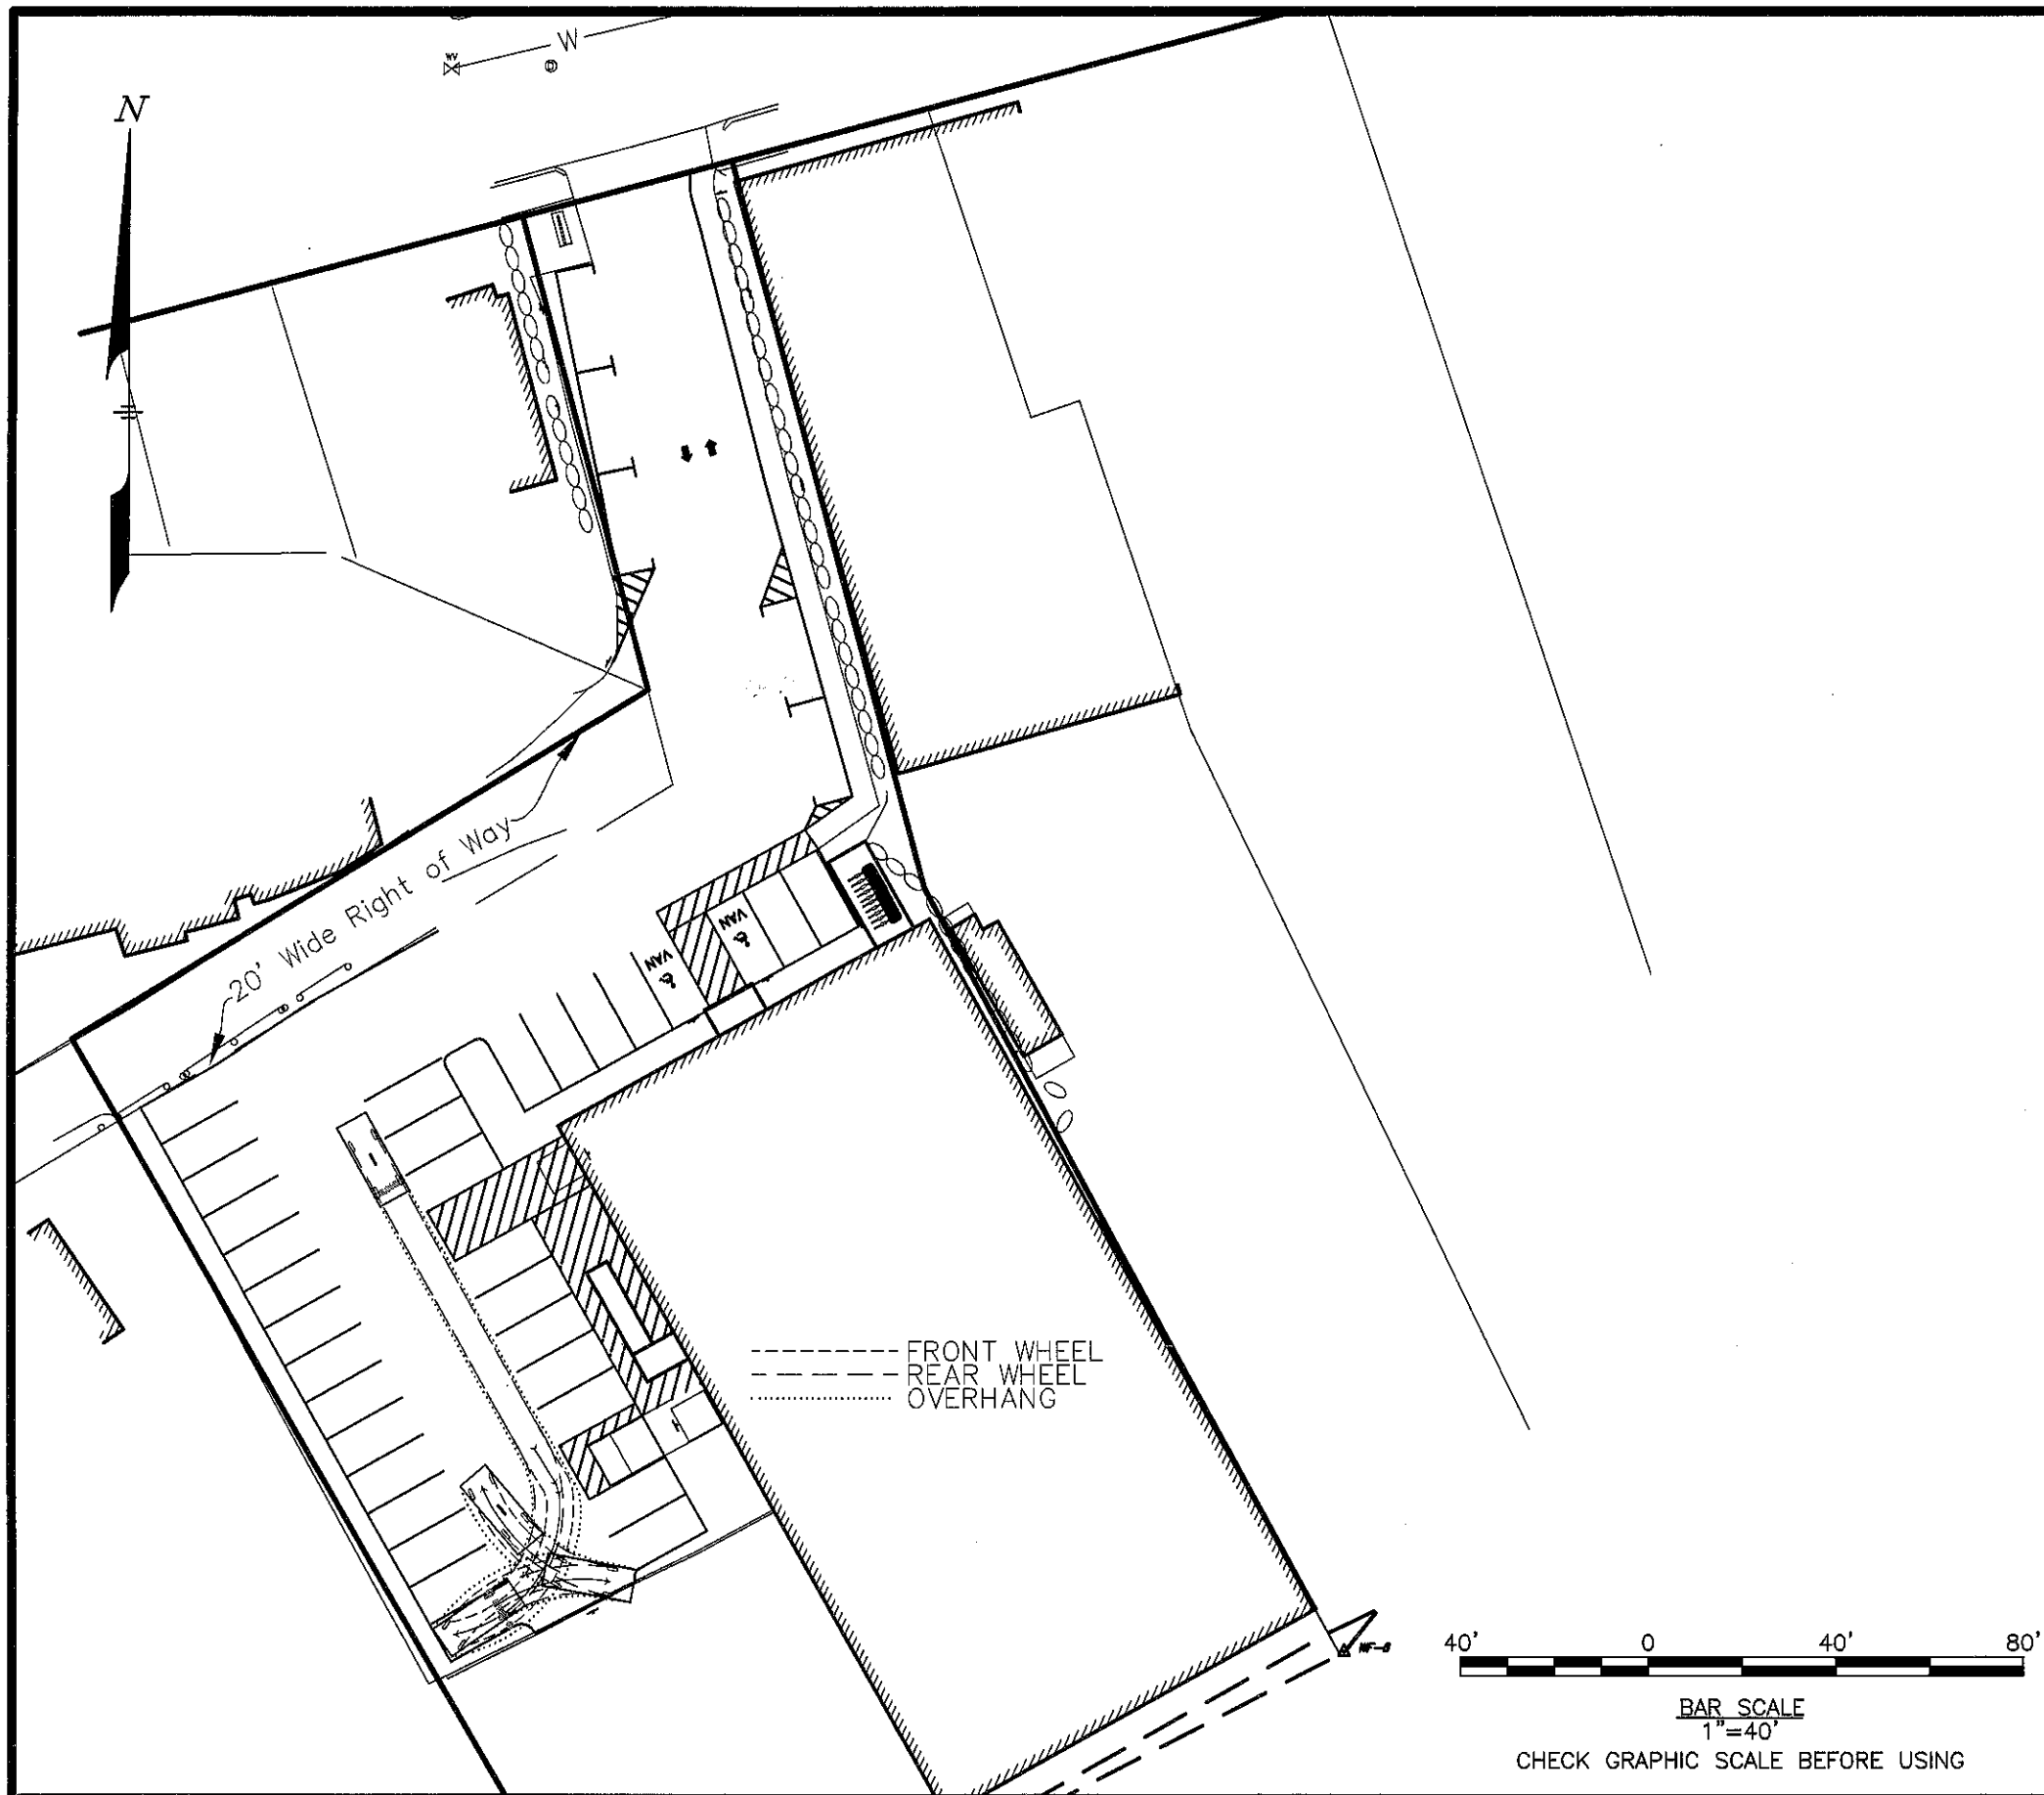 WV
W
N
20' Wide Right of Way
VAN
VAN
FRONT WHEEL
REAR WHEEL
OVERHANG
40' 0 40' 80'
BAR SCALE
1"=40'
CHECK GRAPHIC SCALE BEFORE USING